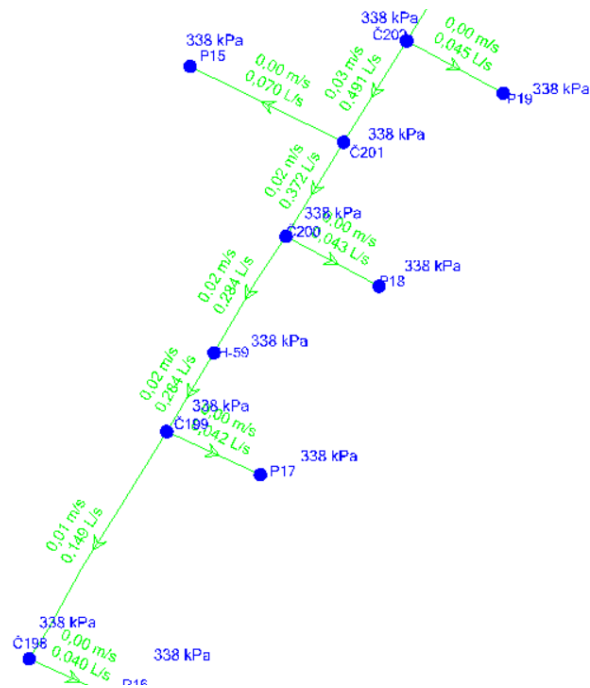 338 kPa
Č202
0,00 m/s
0,045 L/s
338 kPa
P19
338 kPa
P15
0,00 m/s
0,070 L/s
0,03 m/s
0,491 L/s
338 kPa
Č201
0,02 m/s
0,372 L/s
338 kPa
Č200
0,00 m/s
0,043 L/s
338 kPa
P18
0,02 m/s
0,284 L/s
338 kPa
H-59
0,02 m/s
0,264 L/s
338 kPa
Č199
0,00 m/s
0,042 L/s
338 kPa
P17
0,01 m/s
0,149 L/s
338 kPa
Č198
0,00 m/s
0,040 L/s
338 kPa
P16